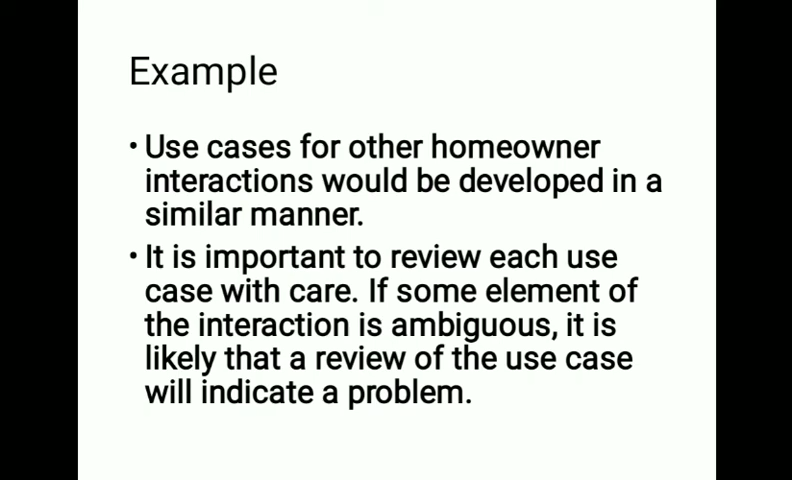 Example
• Use cases for other homeowner
interactions would be developed in a
similar manner.
• It is important to review each use
case with care. If some element of
the interaction is ambiguous, it is
likely that a review of the use case
will indicate a problem.